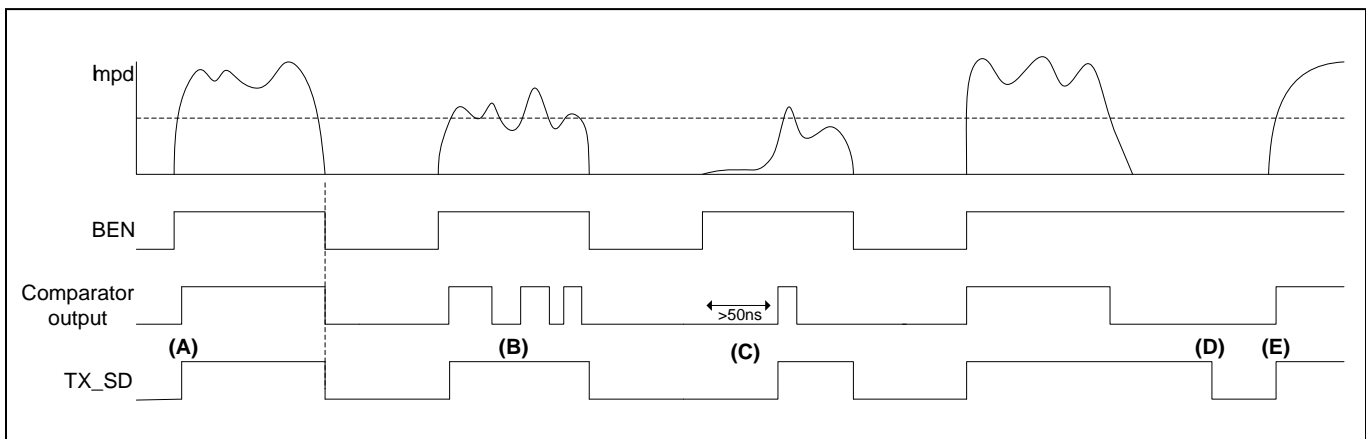 Impd
BEN
Comparator
output
>50ns
(A)
(B)
(C)
(D)
(E)
TX_SD